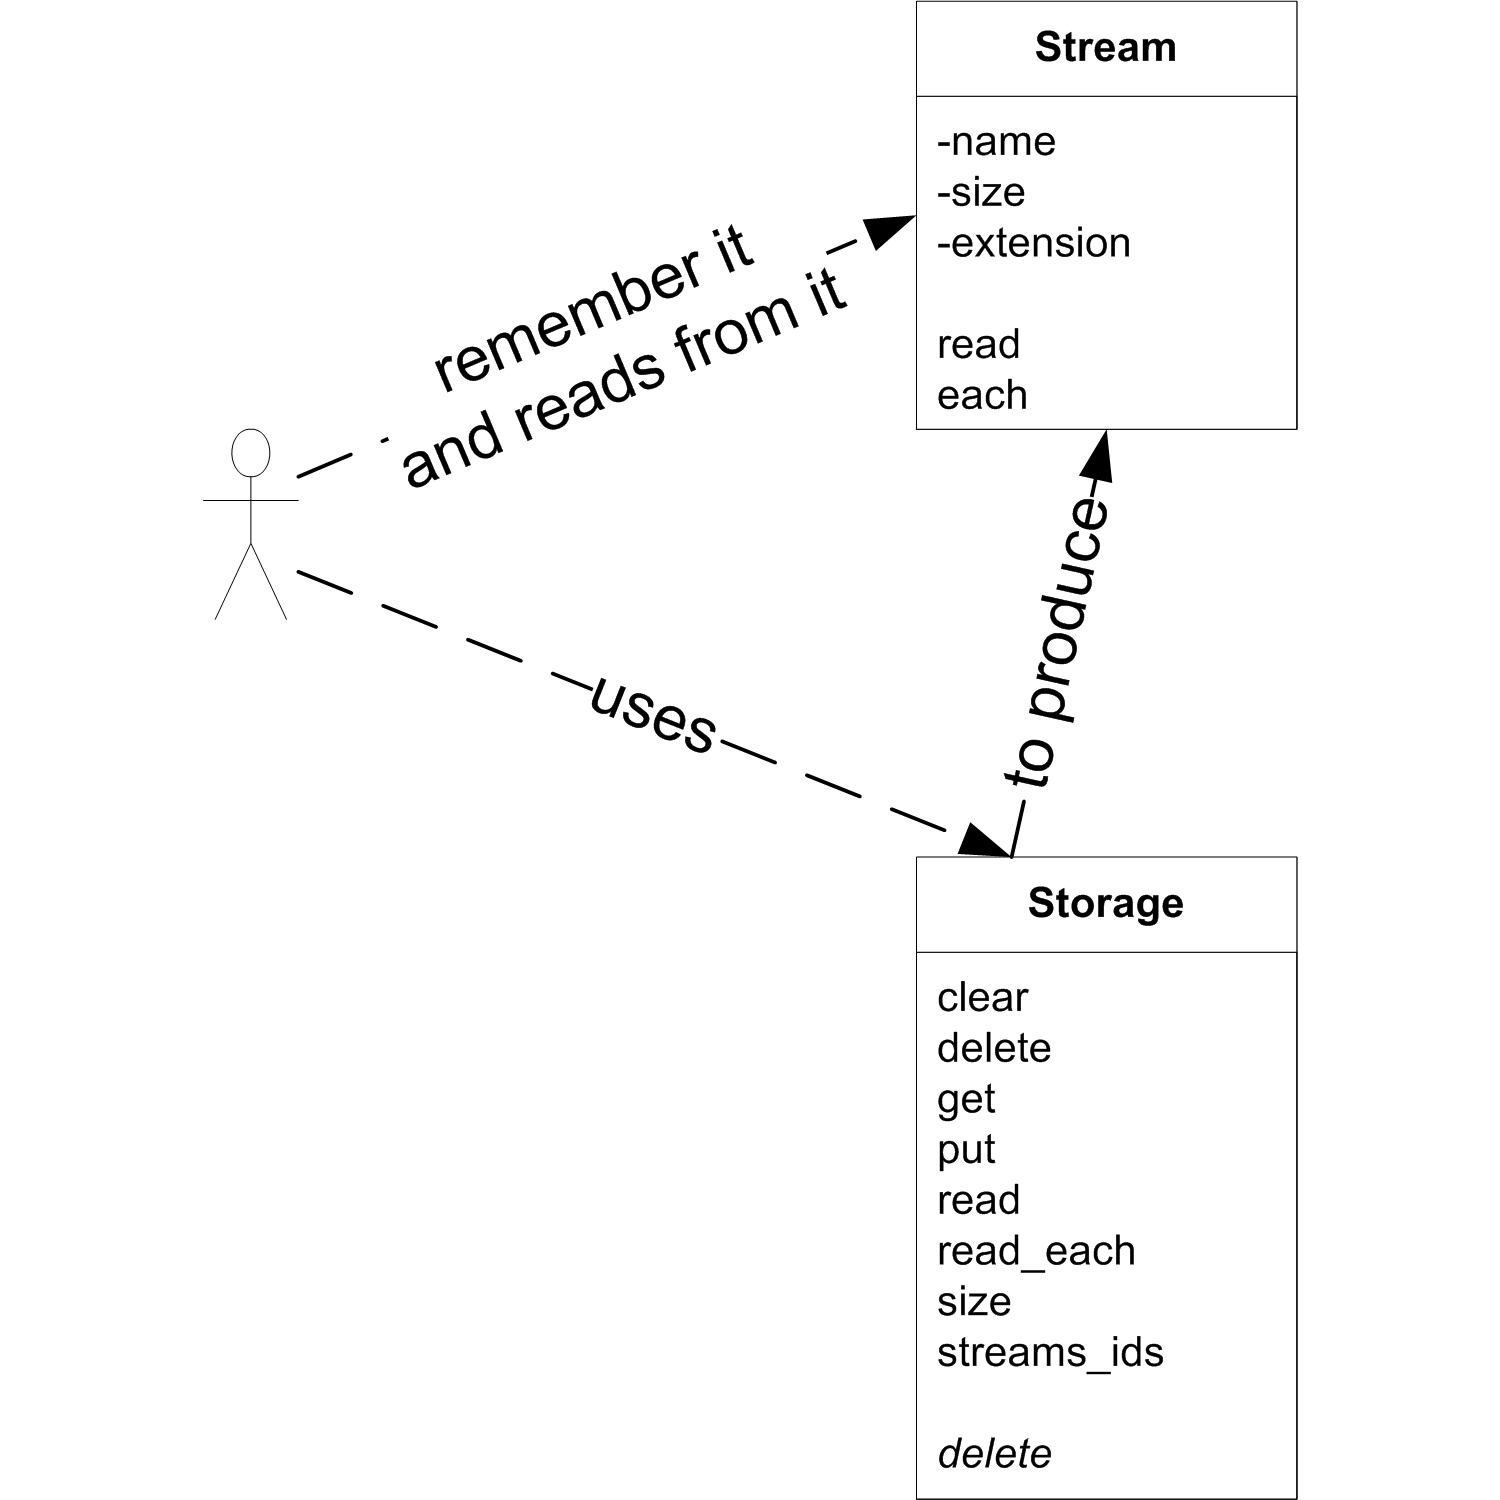 Stream
-name
-size
-extension
read
each
remember it
and reads from it
uses
to produce
Storage
clear
delete
get
put
read
read_each
size
streams_ids
delete